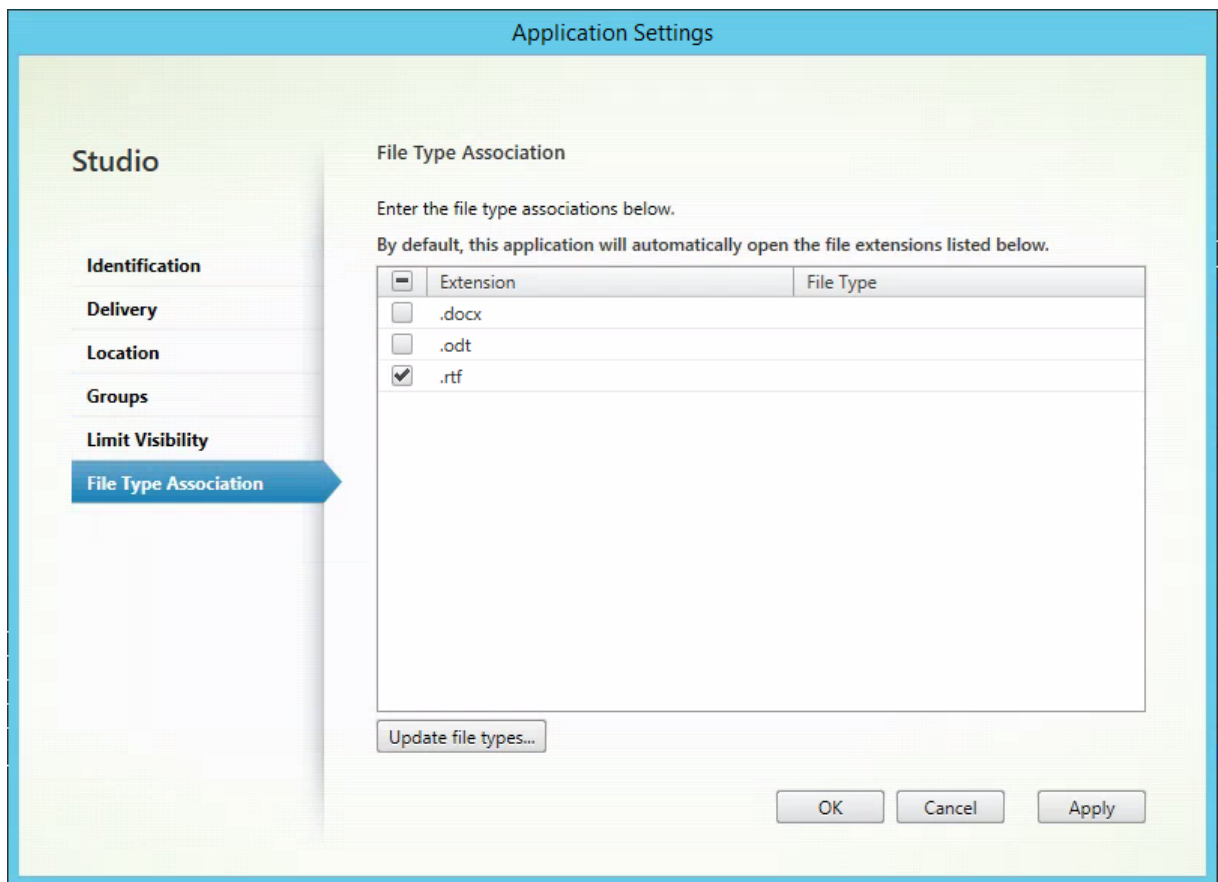 Application Settings
Studio
Identification
Delivery
Location
Groups
Limit Visibility
File Type Association
File Type Association
Enter the file type associations below.
By default, this application will automatically open the file extensions listed below.
Extension File Type
.docx
.odt
.rtf
Update file types...
OK Cancel Apply